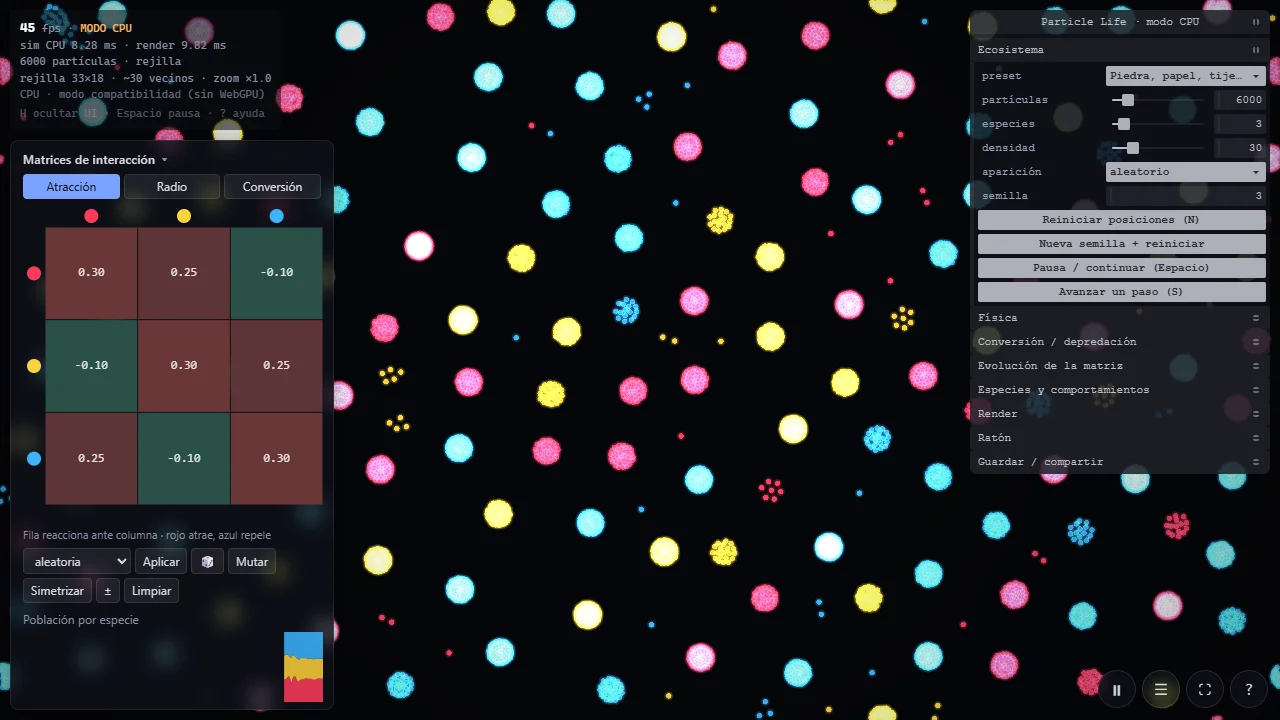 45 fps · MODO CPU
sim CPU 8.28 ms · render 9.82 ms
6000 partículas · rejilla
rejilla 33×18 · ~30 vecinos · zoom ×1.0
CPU · modo compatibilidad (sin WebGPU)
H ocultar UI · Espacio pausa · ? ayuda
Matrices de interacción
Atracción Radio Conversión
0.30 0.25 -0.10
-0.10 0.30 0.25
0.25 -0.10 0.30
Fila reacciona ante columna · rojo atrae, azul repele
aleatoria Aplicar Mutar
Simetrizar ± Limpiar
Población por especie
Particle Life · modo CPU
Ecosistema
preset Piedra, papel, tije…
partículas 6000
especies 3
densidad 30
aparición aleatorio
semilla 3
Reiniciar posiciones (N)
Nueva semilla + reiniciar
Pausa / continuar (Espacio)
Avanzar un paso (S)
Física
Conversión / depredación
Evolución de la matriz
Especies y comportamientos
Render
Ratón
Guardar / compartir
?